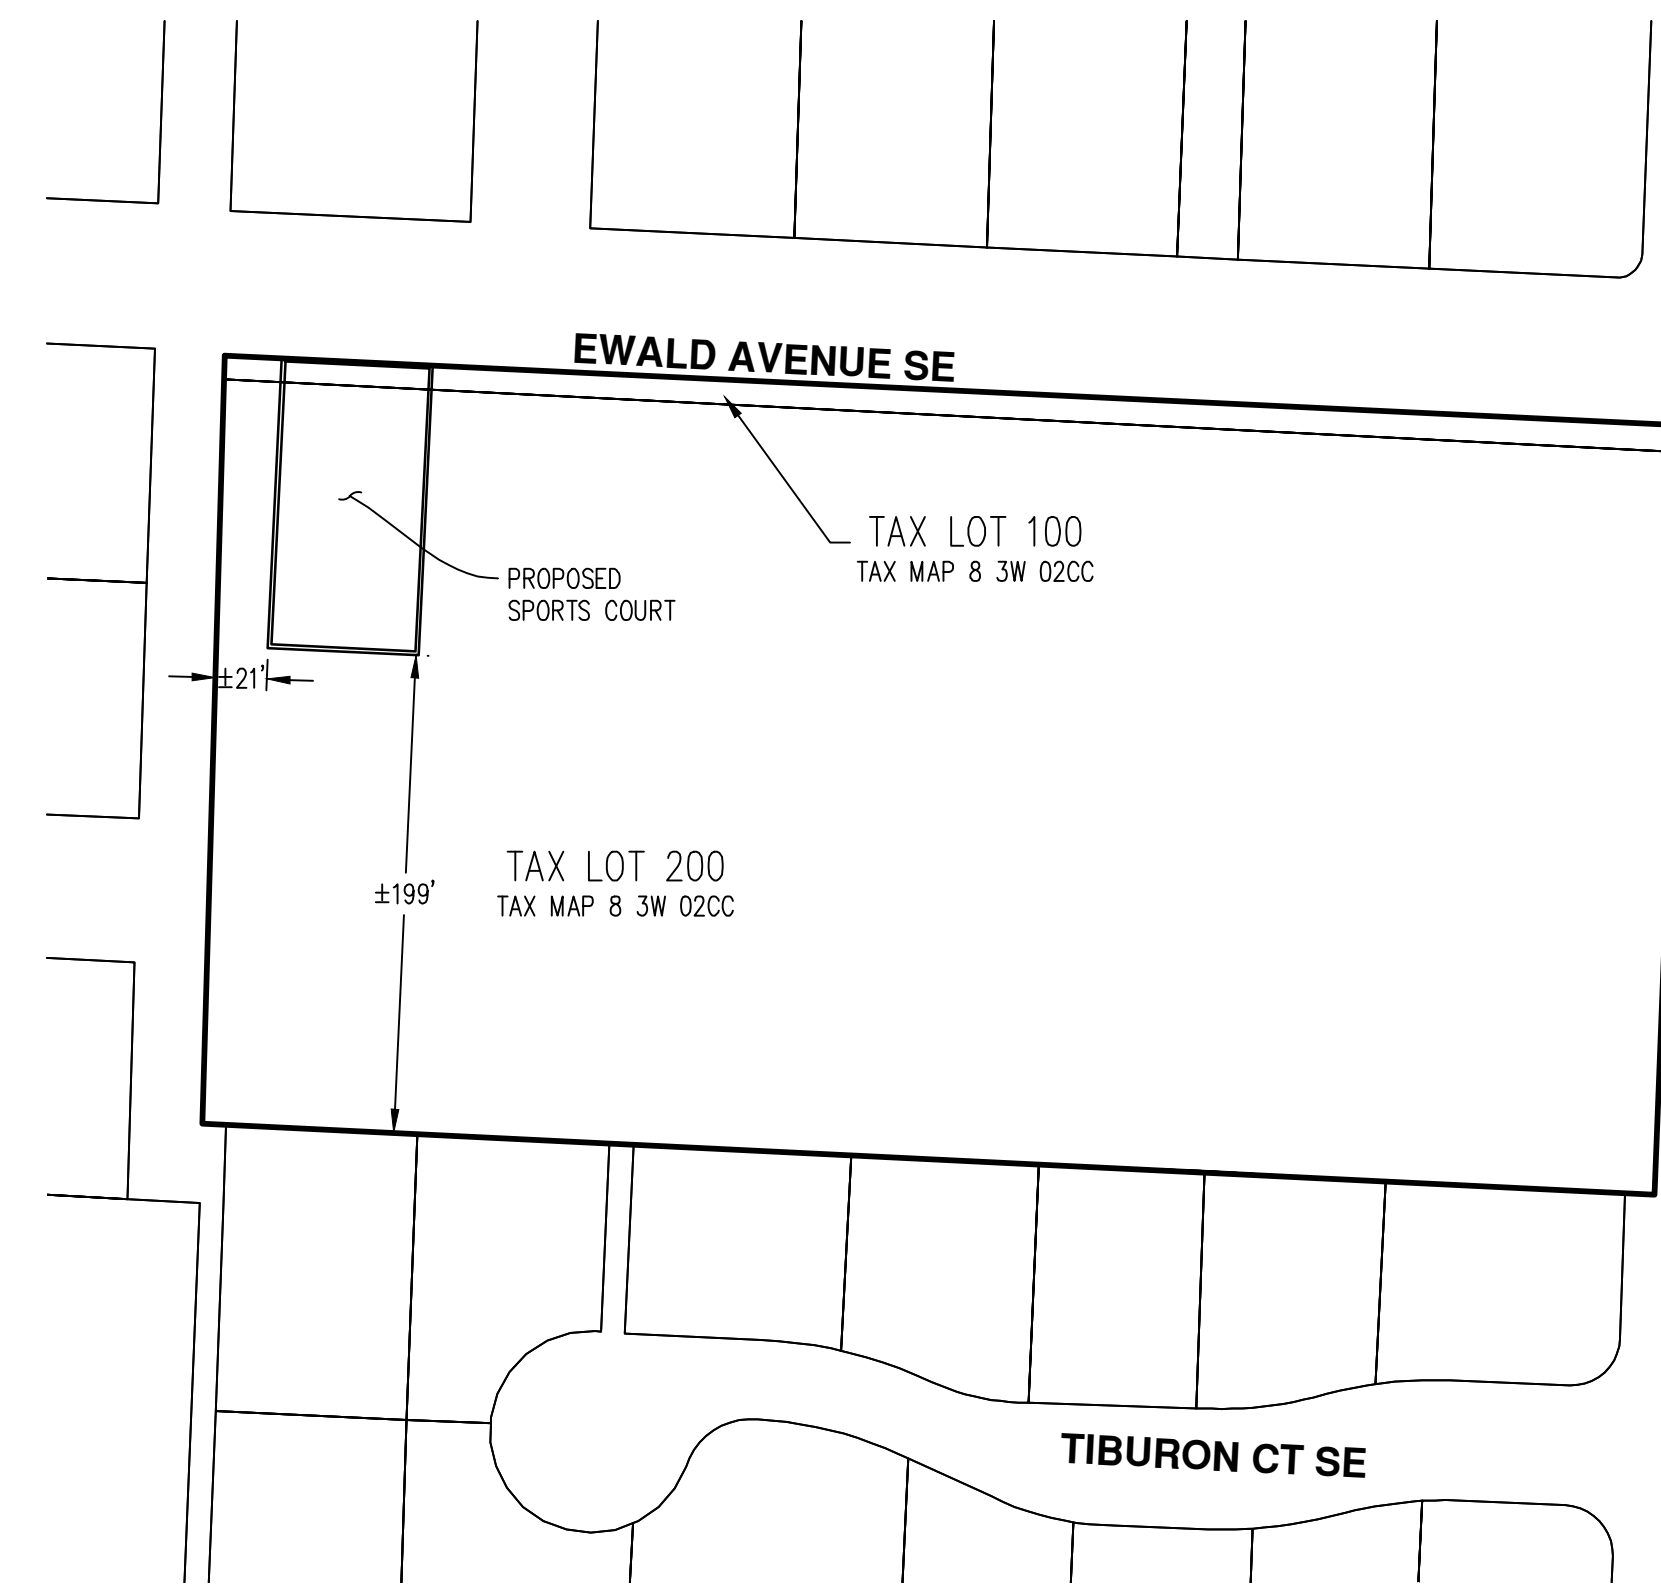 EWALD AVENUE SE
TAX LOT 100
TAX MAP 8 3W 02CC
PROPOSED
SPORTS COURT
±21'
±199'
TAX LOT 200
TAX MAP 8 3W 02CC
TIBURON CT SE